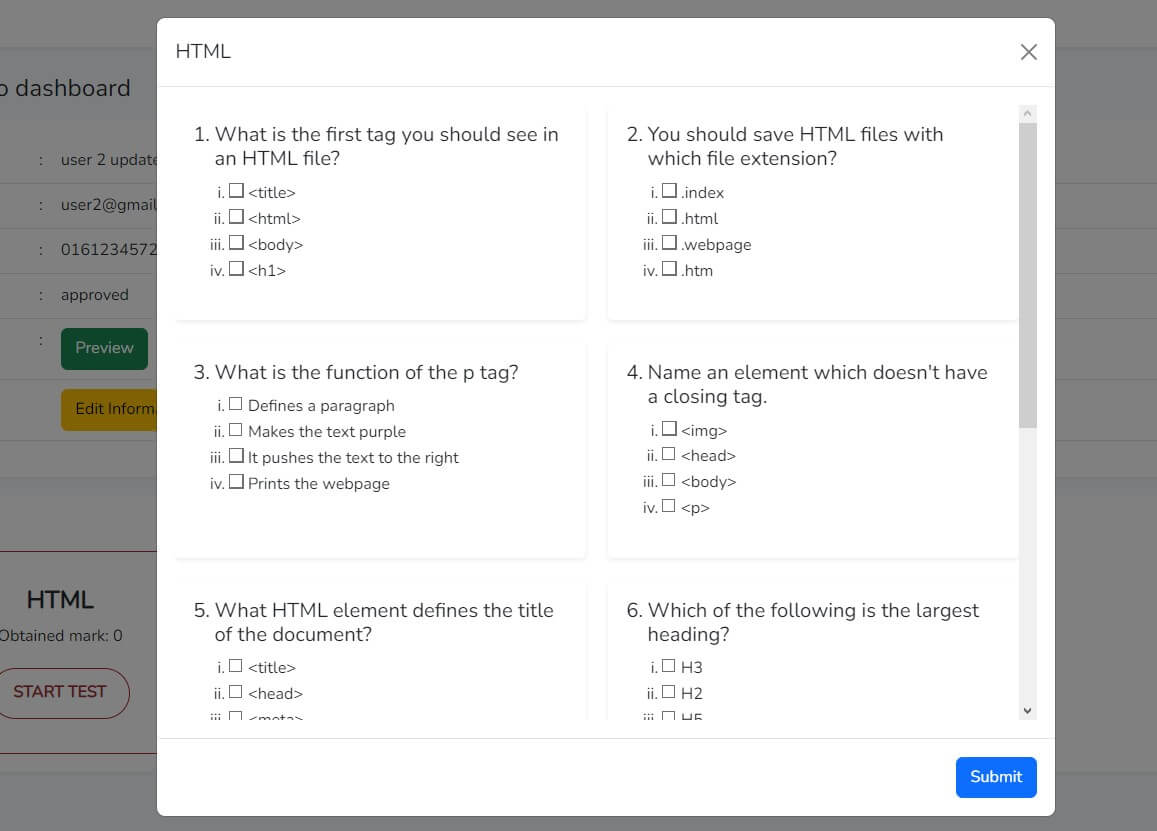 HTML
o dashboard
: user 2 update
: user2@gmail
: 0161234572
: approved
: Preview
Edit Inform
HTML
Obtained mark: 0
START TEST
1. What is the first tag you should see in
an HTML file?
i. <title>
ii. <html>
iii. <body>
iv. <h1>
2. You should save HTML files with
which file extension?
i. .index
ii. .html
iii. .webpage
iv. .htm
3. What is the function of the p tag?
i. Defines a paragraph
ii. Makes the text purple
iii. It pushes the text to the right
iv. Prints the webpage
4. Name an element which doesn't have
a closing tag.
i. <img>
ii. <head>
iii. <body>
iv. <p>
5. What HTML element defines the title
of the document?
i. <title>
ii. <head>
iii. <meta>
6. Which of the following is the largest
heading?
i. H3
ii. H2
iii. H5
Submit